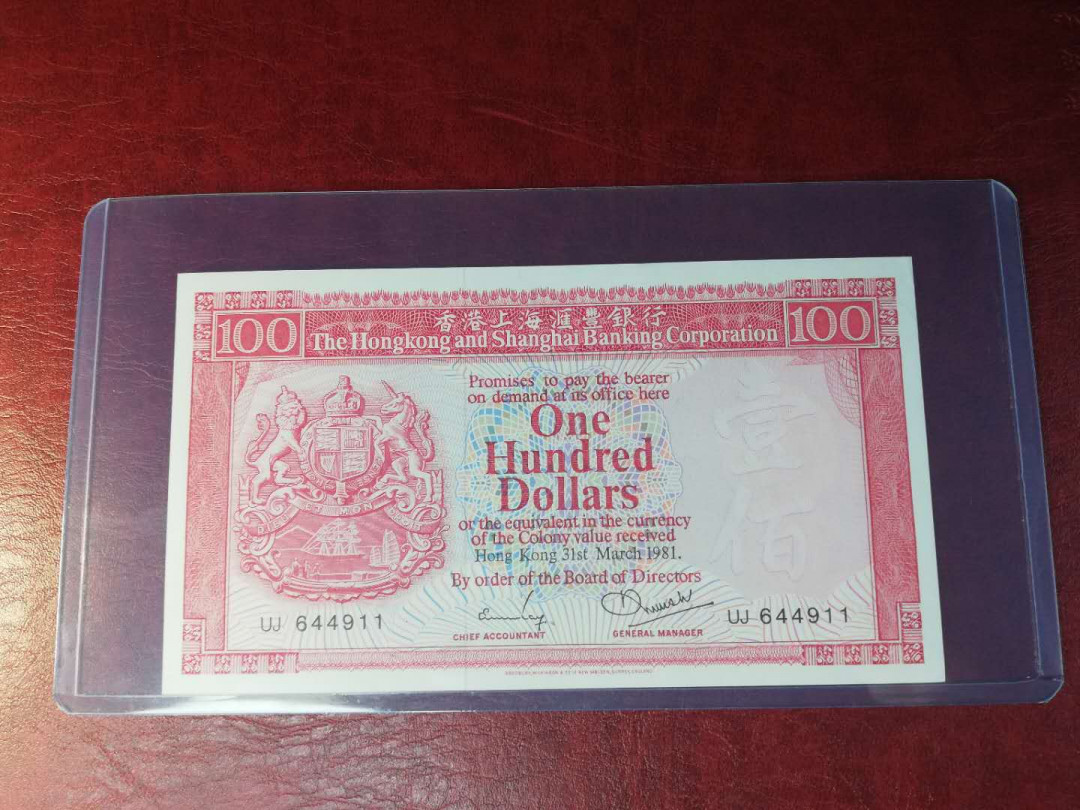 香港上海滙豐銀行
100 The Hongkong and Shanghai Banking Corporation 100
Promises to pay the bearer
on demand at its office here
One
Hundred
Dollars
壹
佰
or the equivalent in the currency
of the Colony value received
Hong Kong 31st March 1981.
By order of the Board of Directors
UJ 644911
UJ 644911
CHIEF ACCOUNTANT
GENERAL MANAGER